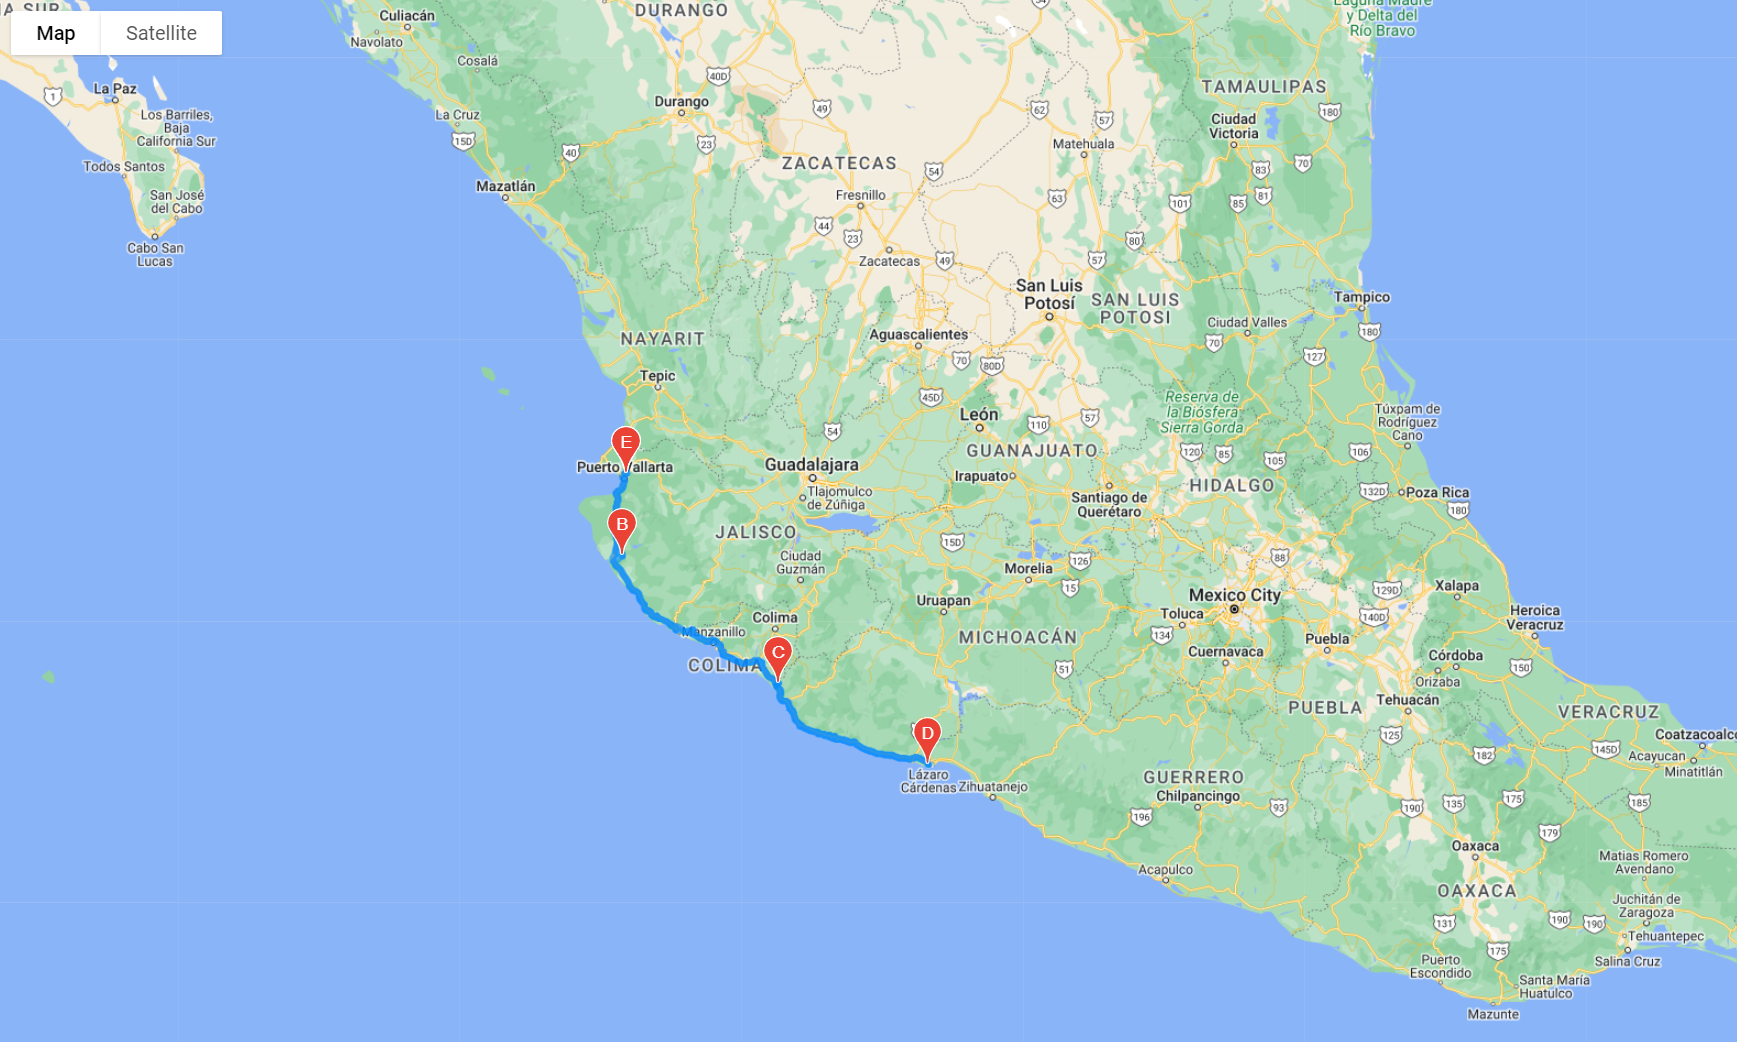 Map
Satellite
DURANGO
Culiacán
Navolato
Cosalá
La Paz
Los Barriles,
Baja
California Sur
La Cruz
Todos Santos
San José
del Cabo
Cabo San
Lucas
1
15D
40
40D
49
23
Durango
Mazatlán
ZACATECAS
Fresnillo
54
44
23
Zacatecas
49
62
57
Matehuala
63
101
80
57
Laguna Madre
y Delta del
Río Bravo
TAMAULIPAS
Ciudad
Victoria
180
83
70
85
81
San Luis
Potosí
SAN LUIS
POTOSI
Tampico
Ciudad Valles
180
70
127
NAYARIT
Tepic
Aguascalientes
70
80D
45D
54
León
110
57
GUANAJUATO
Irapuato
Reserva de
la Biósfera
Sierra Gorda
Túxpam de
Rodríguez
Cano
120
85
105
106
HIDALGO
132D
Poza Rica
180
E
Puerto Vallarta
B
Guadalajara
Tlajomulco
de Zúñiga
JALISCO
Ciudad
Guzmán
15D
Santiago de
Querétaro
Morelia
126
15
88
Uruapan
Mexico City
Toluca
134
129D
140D
Xalapa
Heroica
Veracruz
Colima
Manzanillo
COLIMA
C
MICHOACÁN
51
Cuernavaca
Puebla
Córdoba
Orizaba
150
Tehuacán
PUEBLA
VERACRUZ
D
Lázaro
Cárdenas
Zihuatanejo
GUERRERO
Chilpancingo
196
93
125
182
145D
Coatzacoalco
Acayucan
Minatitlán
190
135
175
185
179
Acapulco
Oaxaca
OAXACA
Matias Romero
Avendano
Juchitán de
Zaragoza
131
190
190
175
Tehuantepec
Salina Cruz
Puerto
Escondido
Santa María
Huatulco
Mazunte